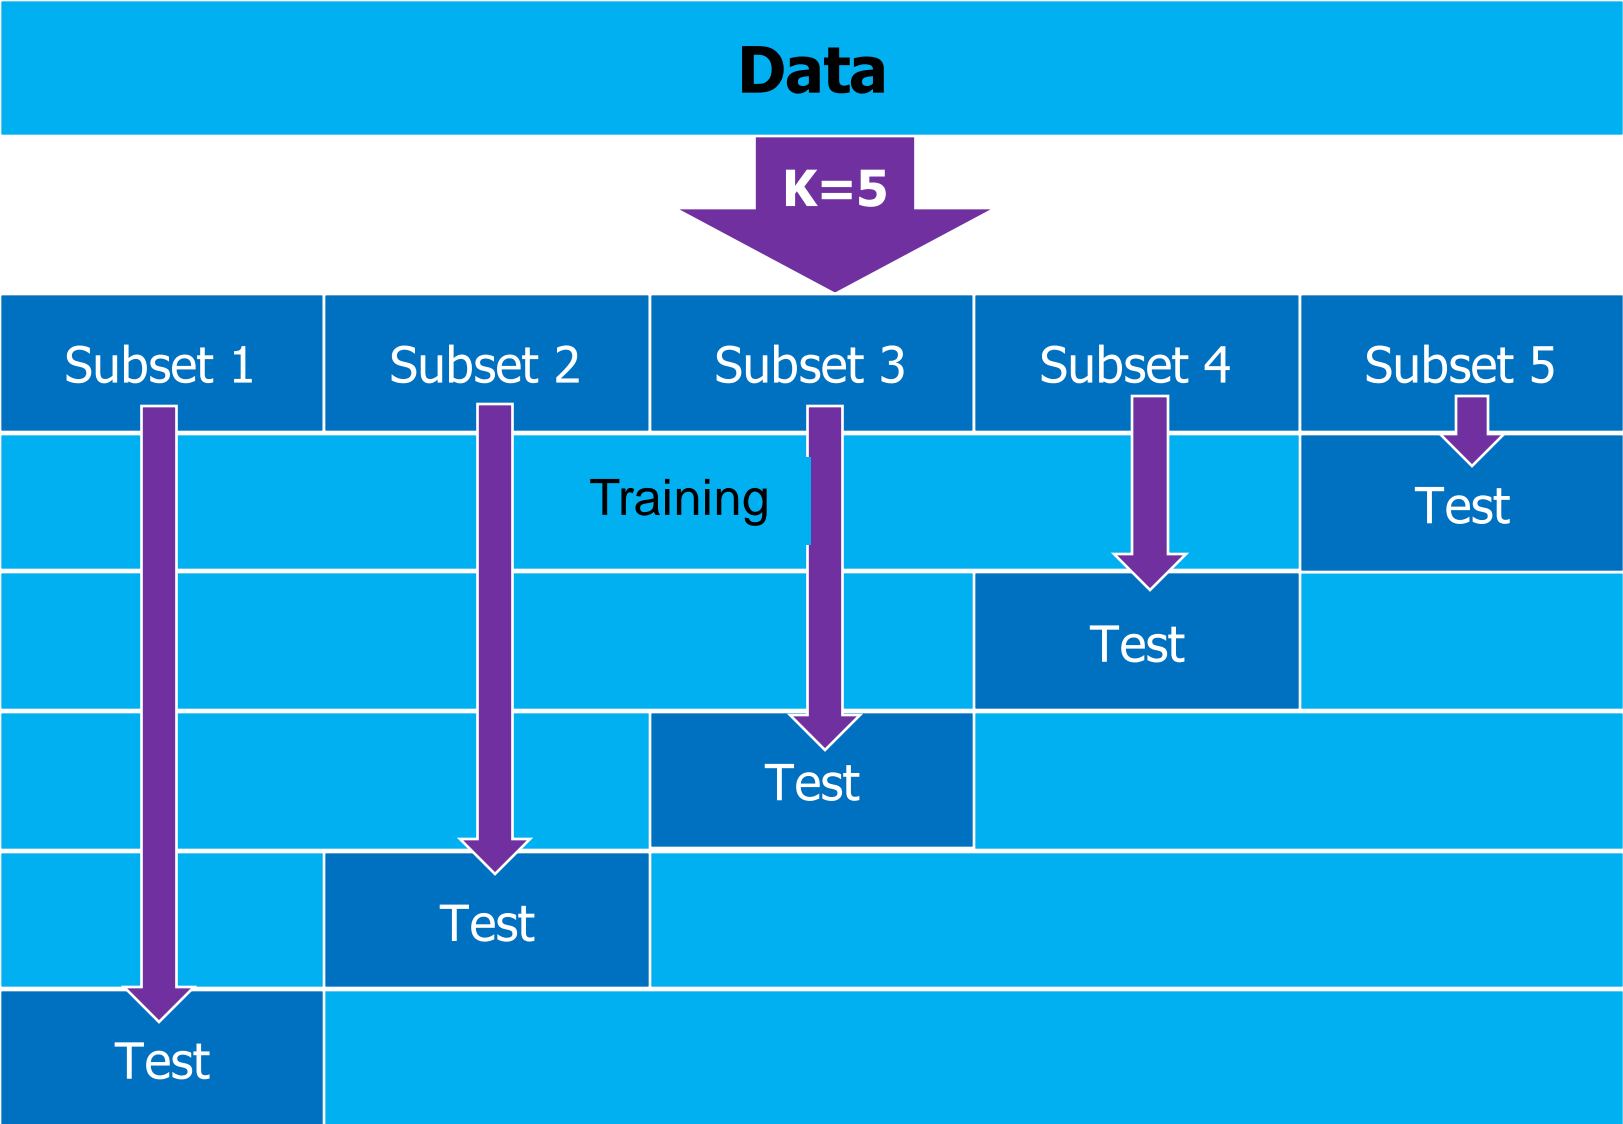 Data
K=5
Subset 1 Subset 2 Subset 3 Subset 4 Subset 5
Training Test
Test
Test
Test
Test